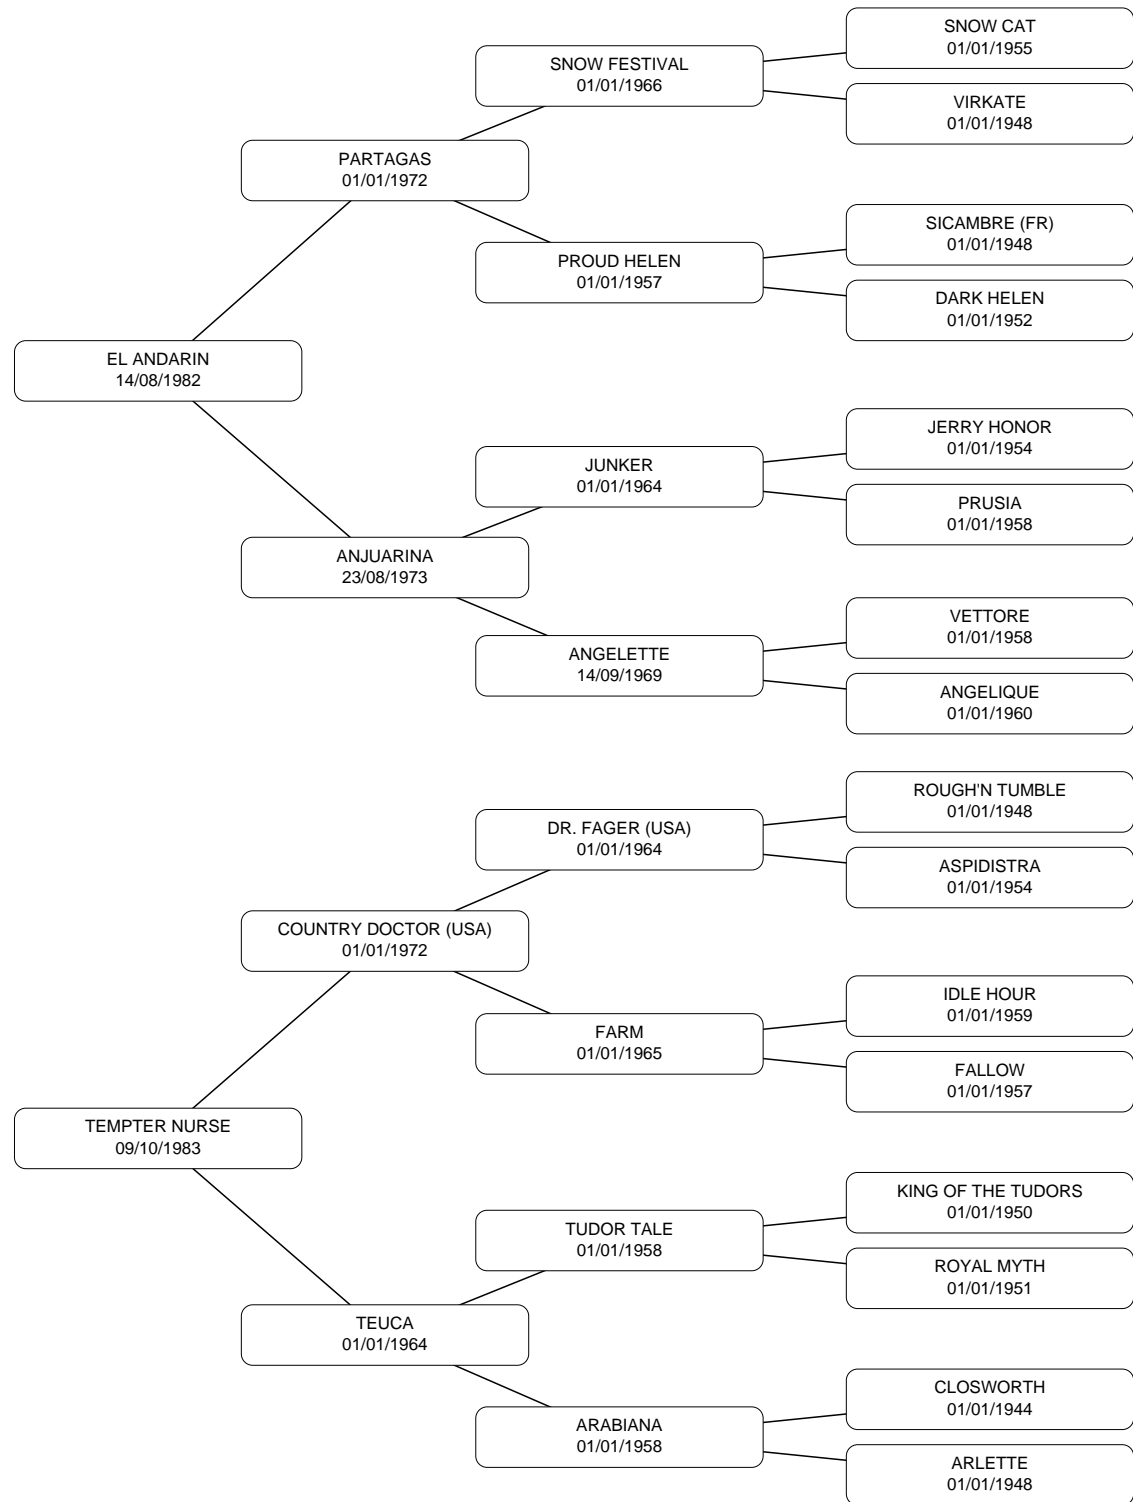 SNOW CAT
01/01/1955
SNOW FESTIVAL
01/01/1966
VIRKATE
01/01/1948
PARTAGAS
01/01/1972
SICAMBRE (FR)
01/01/1948
PROUD HELEN
01/01/1957
DARK HELEN
01/01/1952
EL ANDARIN
14/08/1982
JERRY HONOR
01/01/1954
JUNKER
01/01/1964
PRUSIA
01/01/1958
ANJUARINA
23/08/1973
VETTORE
01/01/1958
ANGELETTE
14/09/1969
ANGELIQUE
01/01/1960
ROUGH'N TUMBLE
01/01/1948
DR. FAGER (USA)
01/01/1964
ASPIDISTRA
01/01/1954
COUNTRY DOCTOR (USA)
01/01/1972
IDLE HOUR
01/01/1959
FARM
01/01/1965
FALLOW
01/01/1957
TEMPTER NURSE
09/10/1983
KING OF THE TUDORS
01/01/1950
TUDOR TALE
01/01/1958
ROYAL MYTH
01/01/1951
TEUCA
01/01/1964
CLOSWORTH
01/01/1944
ARABIANA
01/01/1958
ARLETTE
01/01/1948